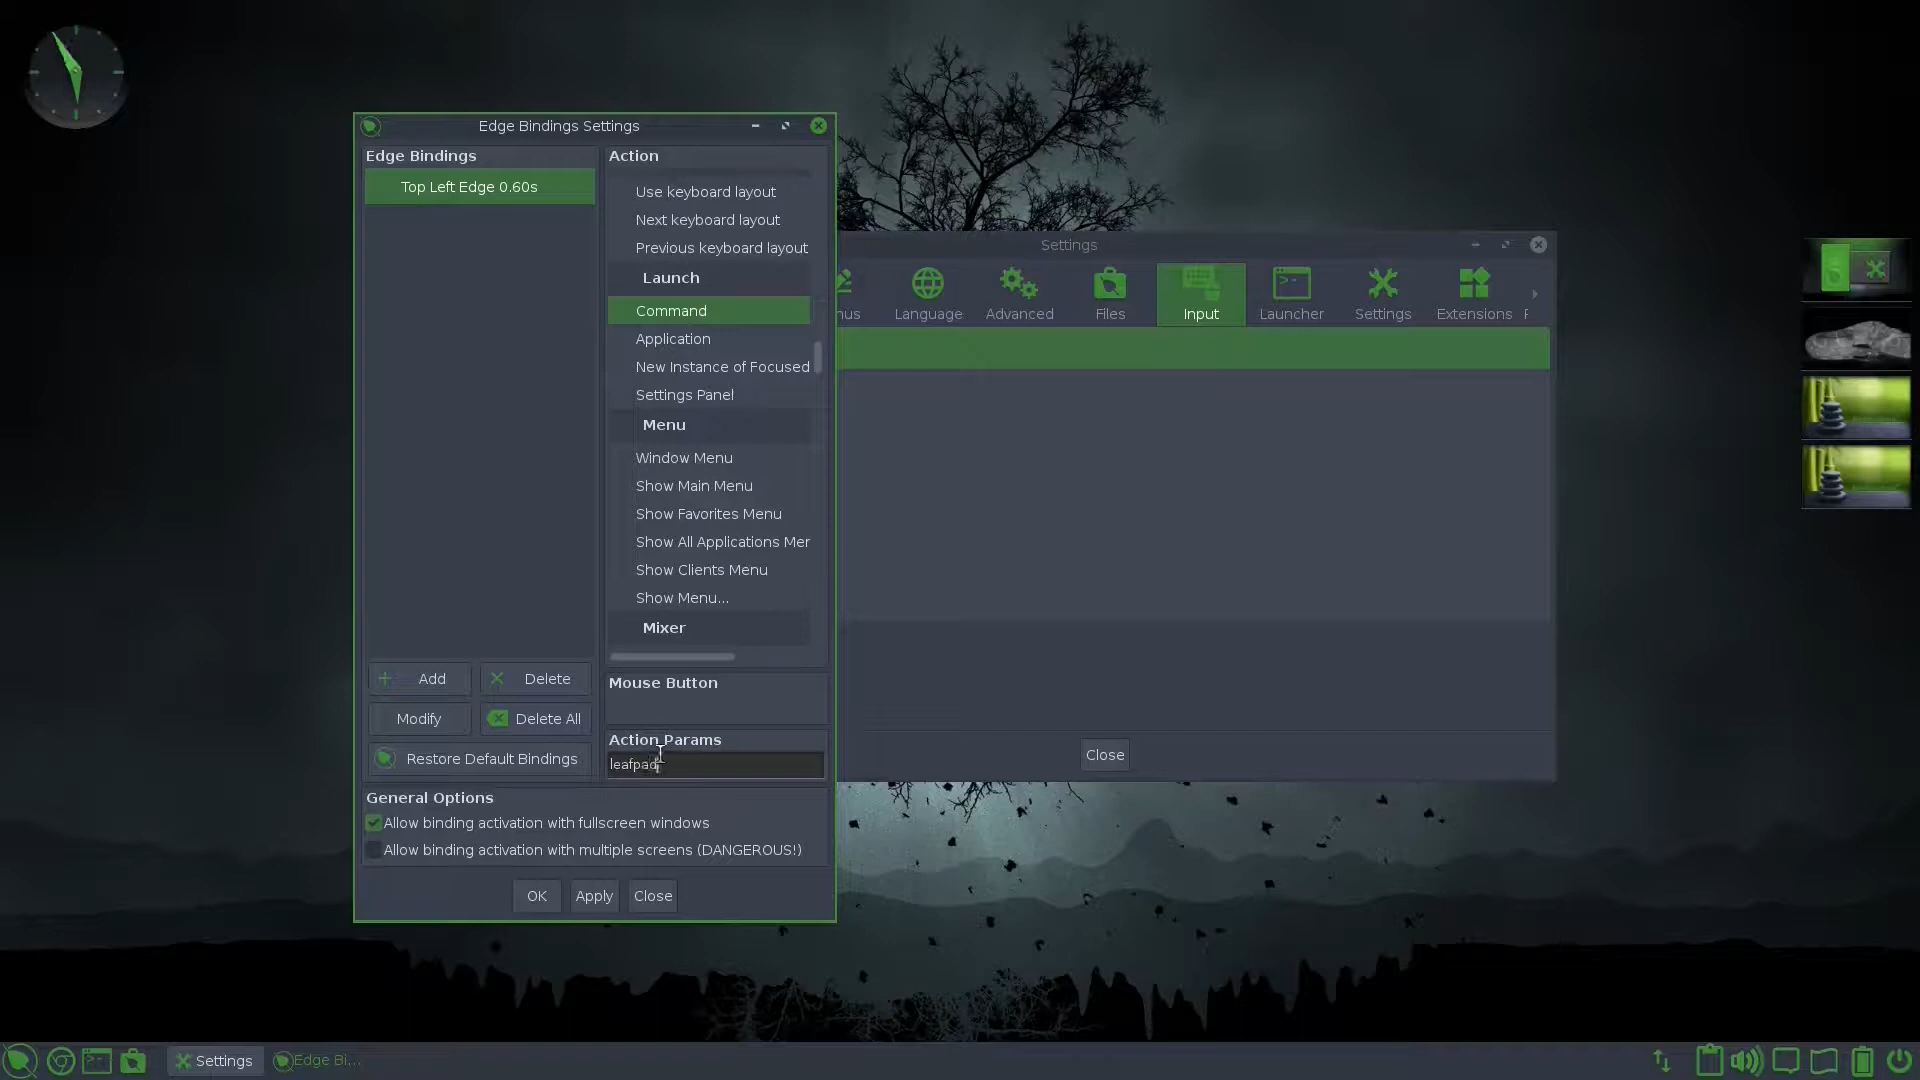 Edge Bindings Settings
Edge Bindings
Top Left Edge 0.60s
Add
Delete
Modify
Delete All
Restore Default Bindings
Action
Use keyboard layout
Next keyboard layout
Previous keyboard layout
Launch
Command
Application
New Instance of Focused
Settings Panel
Menu
Window Menu
Show Main Menu
Show Favorites Menu
Show All Applications Mer
Show Clients Menu
Show Menu...
Mixer
Mouse Button
Action Params
leafpad
General Options
Allow binding activation with fullscreen windows
Allow binding activation with multiple screens (DANGEROUS!)
OK
Apply
Close
Settings
nus
Language
Advanced
Files
Input
Launcher
Settings
Extensions
Close
Settings
Edge Bi...